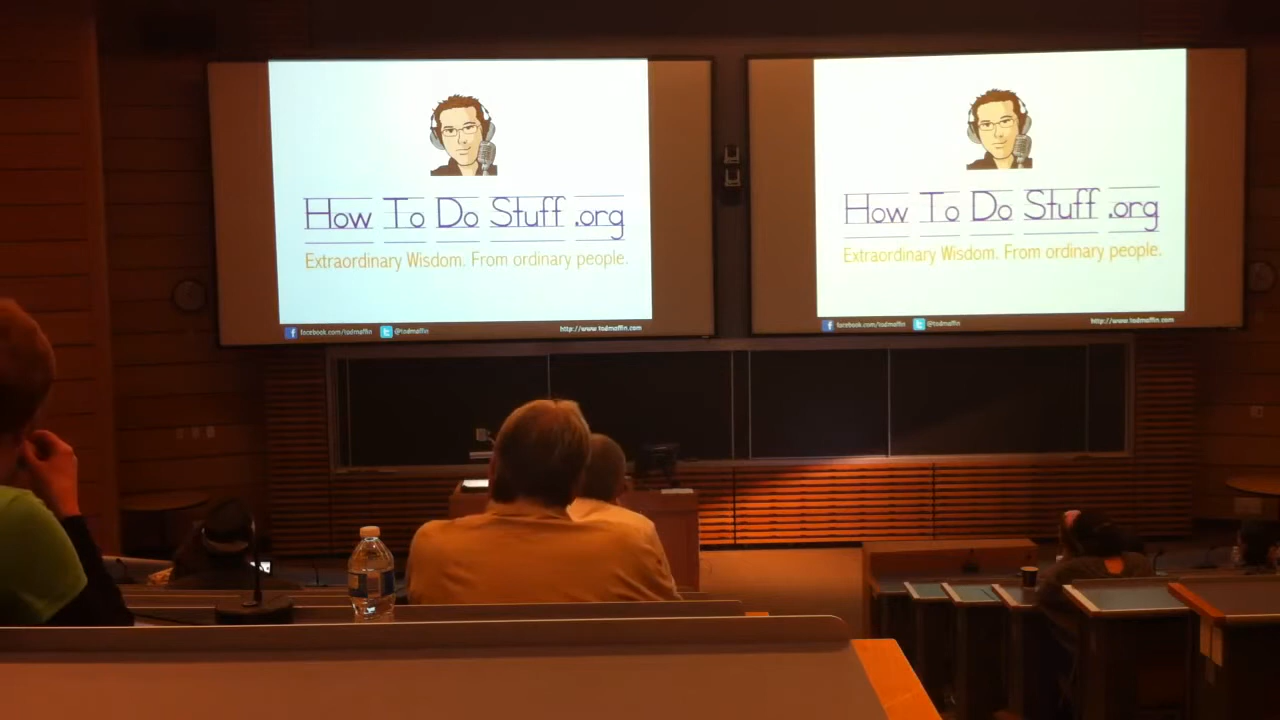 How To Do Stuff .org
Extraordinary Wisdom. From ordinary people.
facebook.com/todmaffin @todmaffin http://www.todmaffin.com
How To Do Stuff .org
Extraordinary Wisdom. From ordinary people.
facebook.com/todmaffin @todmaffin http://www.todmaffin.com